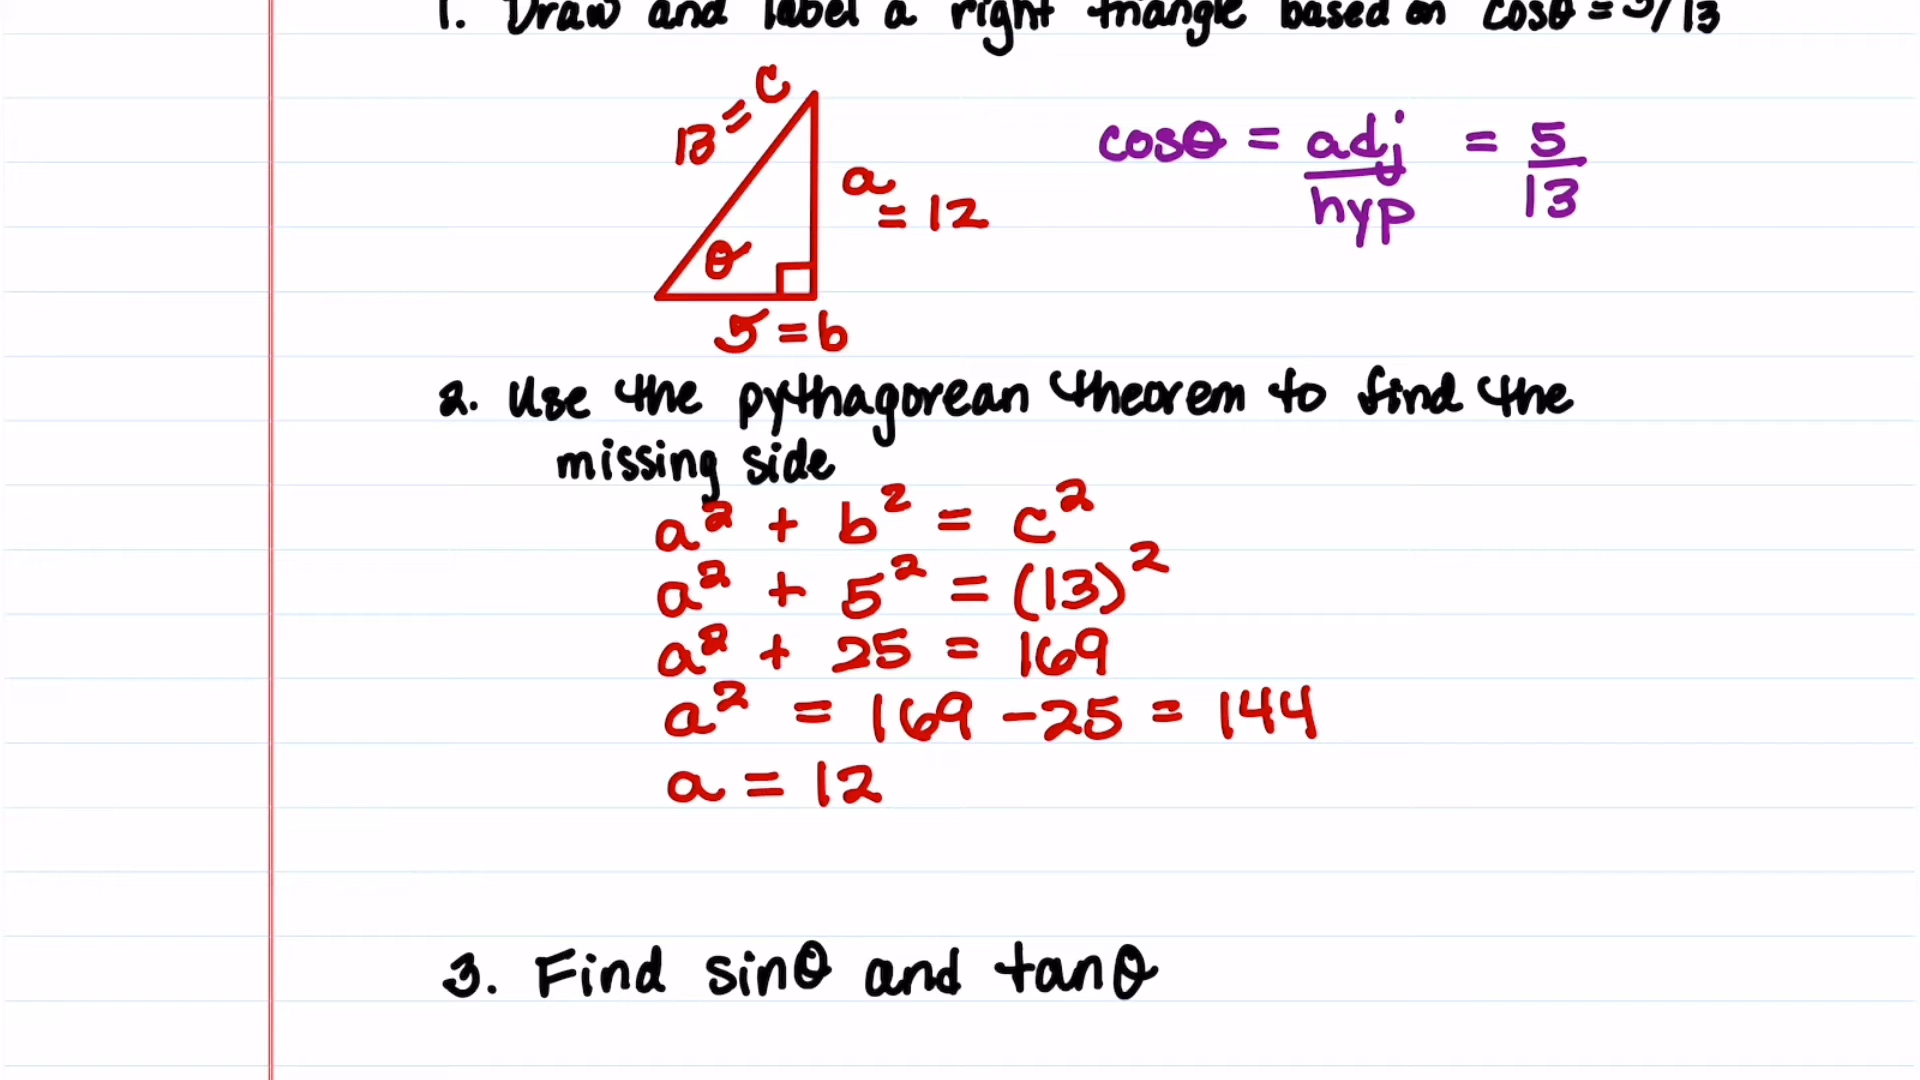 1. Draw and label a right triangle based on cosθ = 5/13
13 = c
a
= 12
θ
5 = b
cosθ = adj/hyp = 5/13
2. Use the pythagorean theorem to find the
missing side
a² + b² = c²
a² + 5² = (13)²
a² + 25 = 169
a² = 169 - 25 = 144
a = 12
3. Find sinθ and tanθ